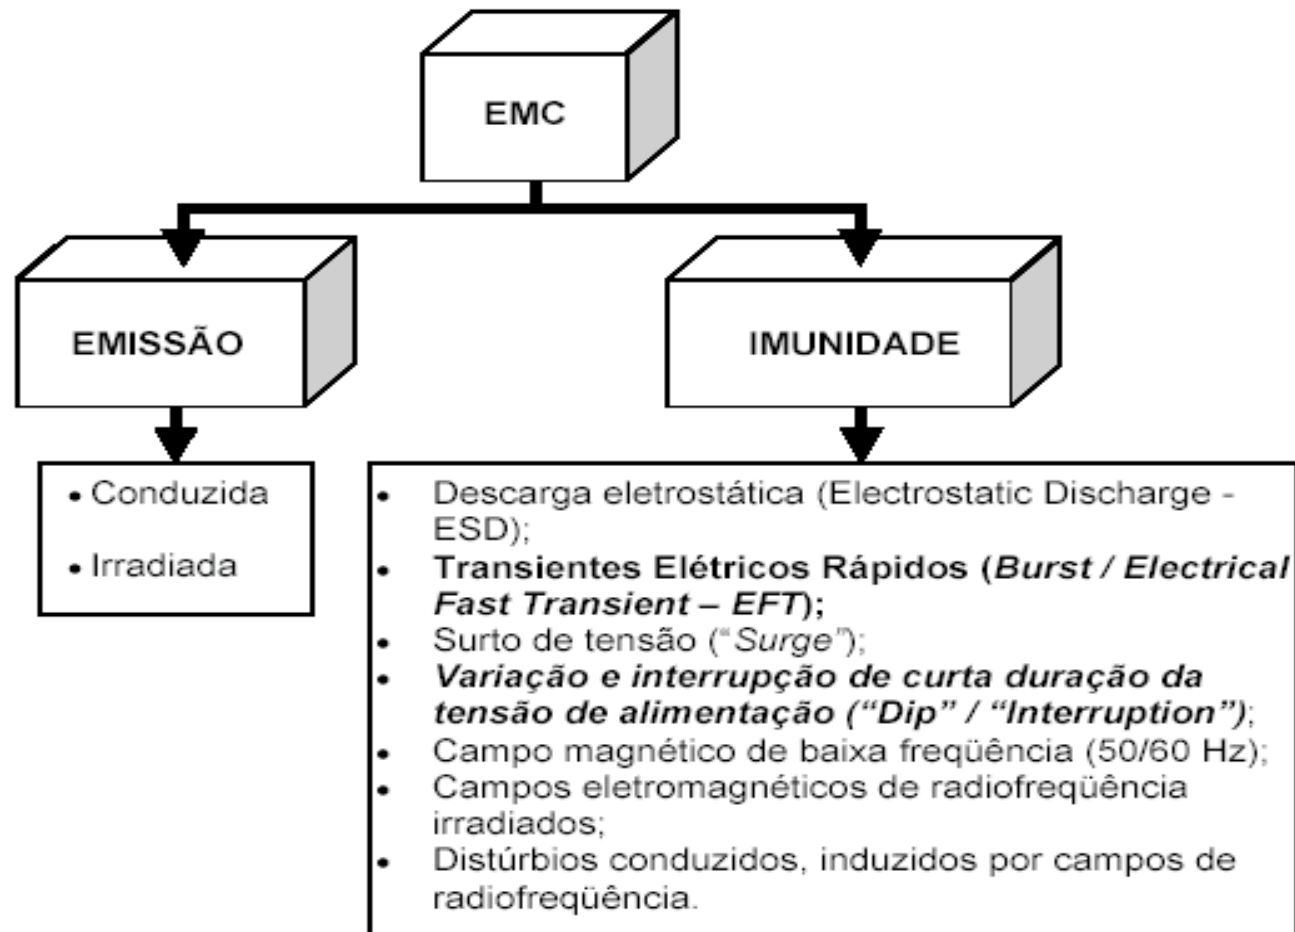 EMC
EMISSÃO
IMUNIDADE
• Conduzida
• Irradiada
• Descarga eletrostática (Electrostatic Discharge -
ESD);
• Transientes Elétricos Rápidos (Burst / Electrical
Fast Transient – EFT);
• Surto de tensão (“Surge”);
• Variação e interrupção de curta duração da
tensão de alimentação (“Dip” / “Interruption”);
• Campo magnético de baixa freqüência (50/60 Hz);
• Campos eletromagnéticos de radiofreqüência
irradiados;
• Distúrbios conduzidos, induzidos por campos de
radiofreqüência.